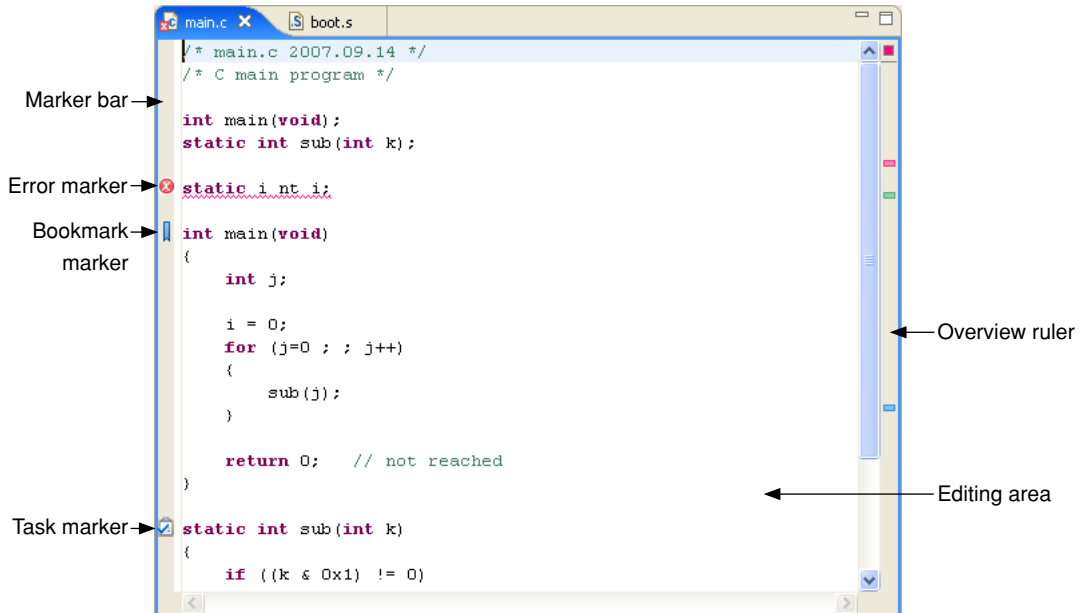 main.c boot.s
/* main.c 2007.09.14 */
/* C main program */
Marker bar
int main(void);
static int sub(int k);
Error marker
static i nt i;
Bookmark marker
int main(void)
{
    int j;

    i = 0;
    for (j=0 ; ; j++)
Overview ruler
    {
        sub(j);
    }

    return 0;   // not reached
}
Editing area
Task marker
static int sub(int k)
{
    if ((k & 0x1) != 0)